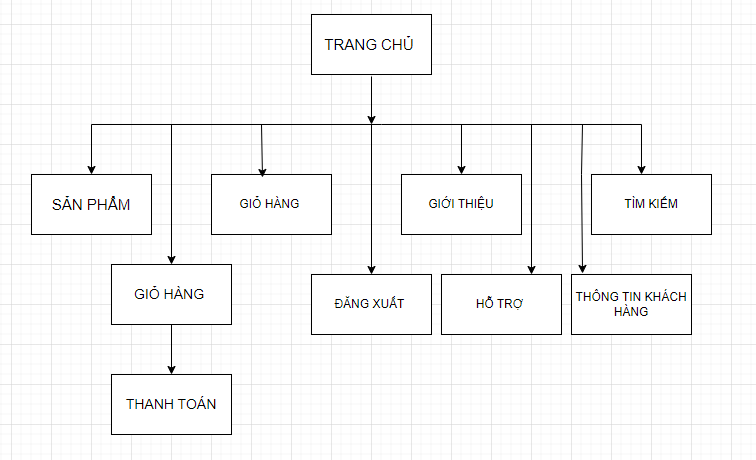 TRANG CHỦ
SẢN PHẨM
GIỎ HÀNG
GIỚI THIỆU
TÌM KIẾM
GIỎ HÀNG
ĐĂNG XUẤT
HỖ TRỢ
THÔNG TIN KHÁCH
HÀNG
THANH TOÁN